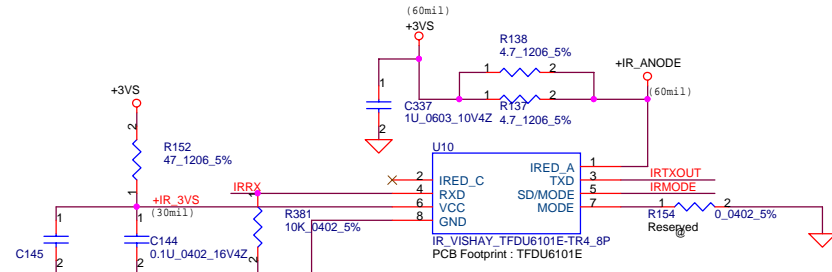 (60mil)
+3VS
R138
4.7_1206_5%
1 2
+IR_ANODE
(60mil)
1 2
R137
4.7_1206_5%
1
C337
1U_0603_10V4Z
2
+3VS
2
R152
47_1206_5%
1
U10
IRED_A 1
2 IRED_C TXD 3 IRTXOUT
IRRX 4 RXD SD/MODE 5 IRMODE
+IR_3VS 6 VCC MODE 7
(30mil)
8 GND
1 2
R154 0_0402_5%
Reserved
@
IR_VISHAY_TFDU6101E-TR4_8P
PCB Footprint : TFDU6101E
1
R381
10K_0402_5%
2
1
C145
2
1
C144
0.1U_0402_16V4Z
2